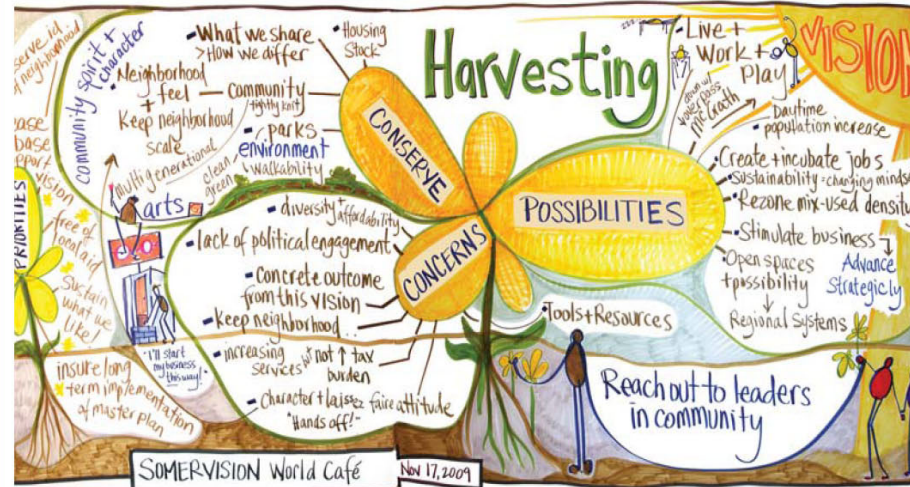 Harvesting
VISION
SOMERVISION World Café
Nov 17, 2009
PRIORITIES
vision
free of
local aid
Sustain
what we
like!
insure long
term implementation
of master plan
community spirit +
character
CONSERVE
What we share
> How we differ
Housing
Stock
Neighborhood
feel
+
Keep neighborhood
scale
community
tightly knit
parks
environment
walkability
clean
green
multigenerational
arts
"I'll start
my business
this way!"
CONCERNS
diversity + affordability
lack of political engagement
Concrete outcome
from this vision
Keep neighborhood
increasing
services but not ↑ tax
burden
Character + laissez faire attitude
"Hands off!"
POSSIBILITIES
Live +
Work +
play
down w/
overpass
McGrath
Daytime
population increase
Create + incubate jobs
Sustainability = changing
Rezone mix-used density
Stimulate business
Advance
Strategicly
Open spaces
+ possibility
Regional Systems
Tools + Resources
Reach out to leaders
in community